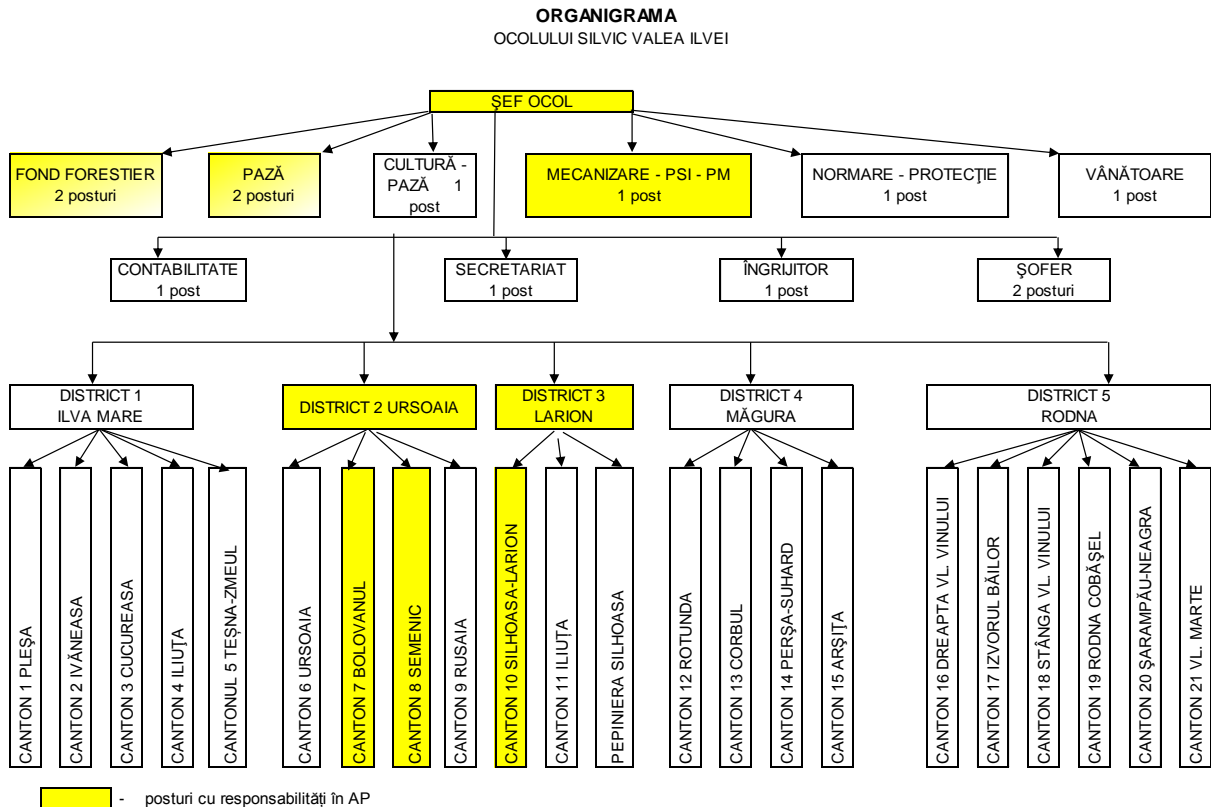 ORGANIGRAMA
OCOLULUI SILVIC VALEA ILVEI
ŞEF OCOL
FOND FORESTIER
2 posturi
PAZĂ
2 posturi
CULTURĂ -
PAZĂ 1
post
MECANIZARE - PSI - PM
1 post
NORMARE - PROTECŢIE
1 post
VÂNĂTOARE
1 post
CONTABILITATE
1 post
SECRETARIAT
1 post
ÎNGRIJITOR
1 post
ŞOFER
2 posturi
DISTRICT 1
ILVA MARE
DISTRICT 2 URSOAIA
DISTRICT 3
LARION
DISTRICT 4
MĂGURA
DISTRICT 5
RODNA
CANTON 1 PLEŞA
CANTON 2 IVĂNEASA
CANTON 3 CUCUREASA
CANTON 4 ILIUŢA
CANTONUL 5 TEŞNA-ZMEUL
CANTON 6 URSOAIA
CANTON 7 BOLOVANUL
CANTON 8 SEMENIC
CANTON 9 RUSAIA
CANTON 10 SILHOASA-LARION
CANTON 11 ILIUŢA
PEPINIERA SILHOASA
CANTON 12 ROTUNDA
CANTON 13 CORBUL
CANTON 14 PERŞA-SUHARD
CANTON 15 ARŞIŢA
CANTON 16 DREAPTA VL. VINULUI
CANTON 17 IZVORUL BĂILOR
CANTON 18 STÂNGA VL. VINULUI
CANTON 19 RODNA COBĂŞEL
CANTON 20 ŞARAMPĂU-NEAGRA
CANTON 21 VL. MARTE
- posturi cu responsabilităţi în AP